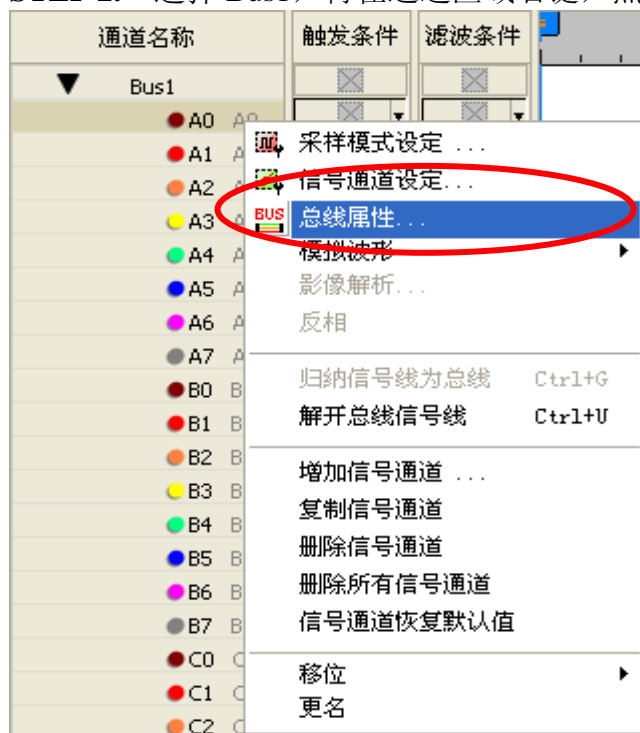 通道名称 触发条件 滤波条件
Bus1
A0 A0
A1 A
A2
A3
A4
A5 A
A6 A
A7 A
B0 B
B1 B
B2 B
B3 B
B4 B
B5 B
B6 B
B7 B
C0 C
C1 C
C2 C
采样模式设定 ...
信号通道设定...
BUS 总线属性...
模拟波形
影像解析...
反相
归纳信号线为总线 Ctrl+G
解开总线信号线 Ctrl+U
增加信号通道 ...
复制信号通道
删除信号通道
删除所有信号通道
信号通道恢复默认值
移位
更名